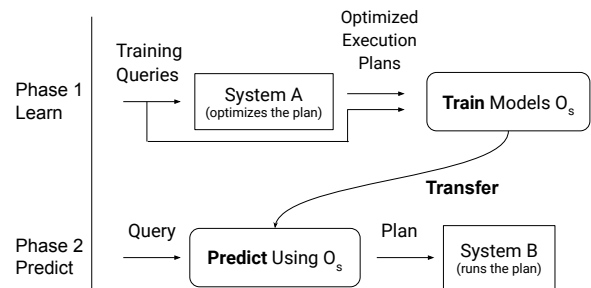 Optimized
Execution
Plans
Training
Queries
Phase 1
Learn
System A
(optimizes the plan)
Train Models Os
Transfer
Phase 2
Predict
Query
Predict Using Os
Plan
System B
(runs the plan)